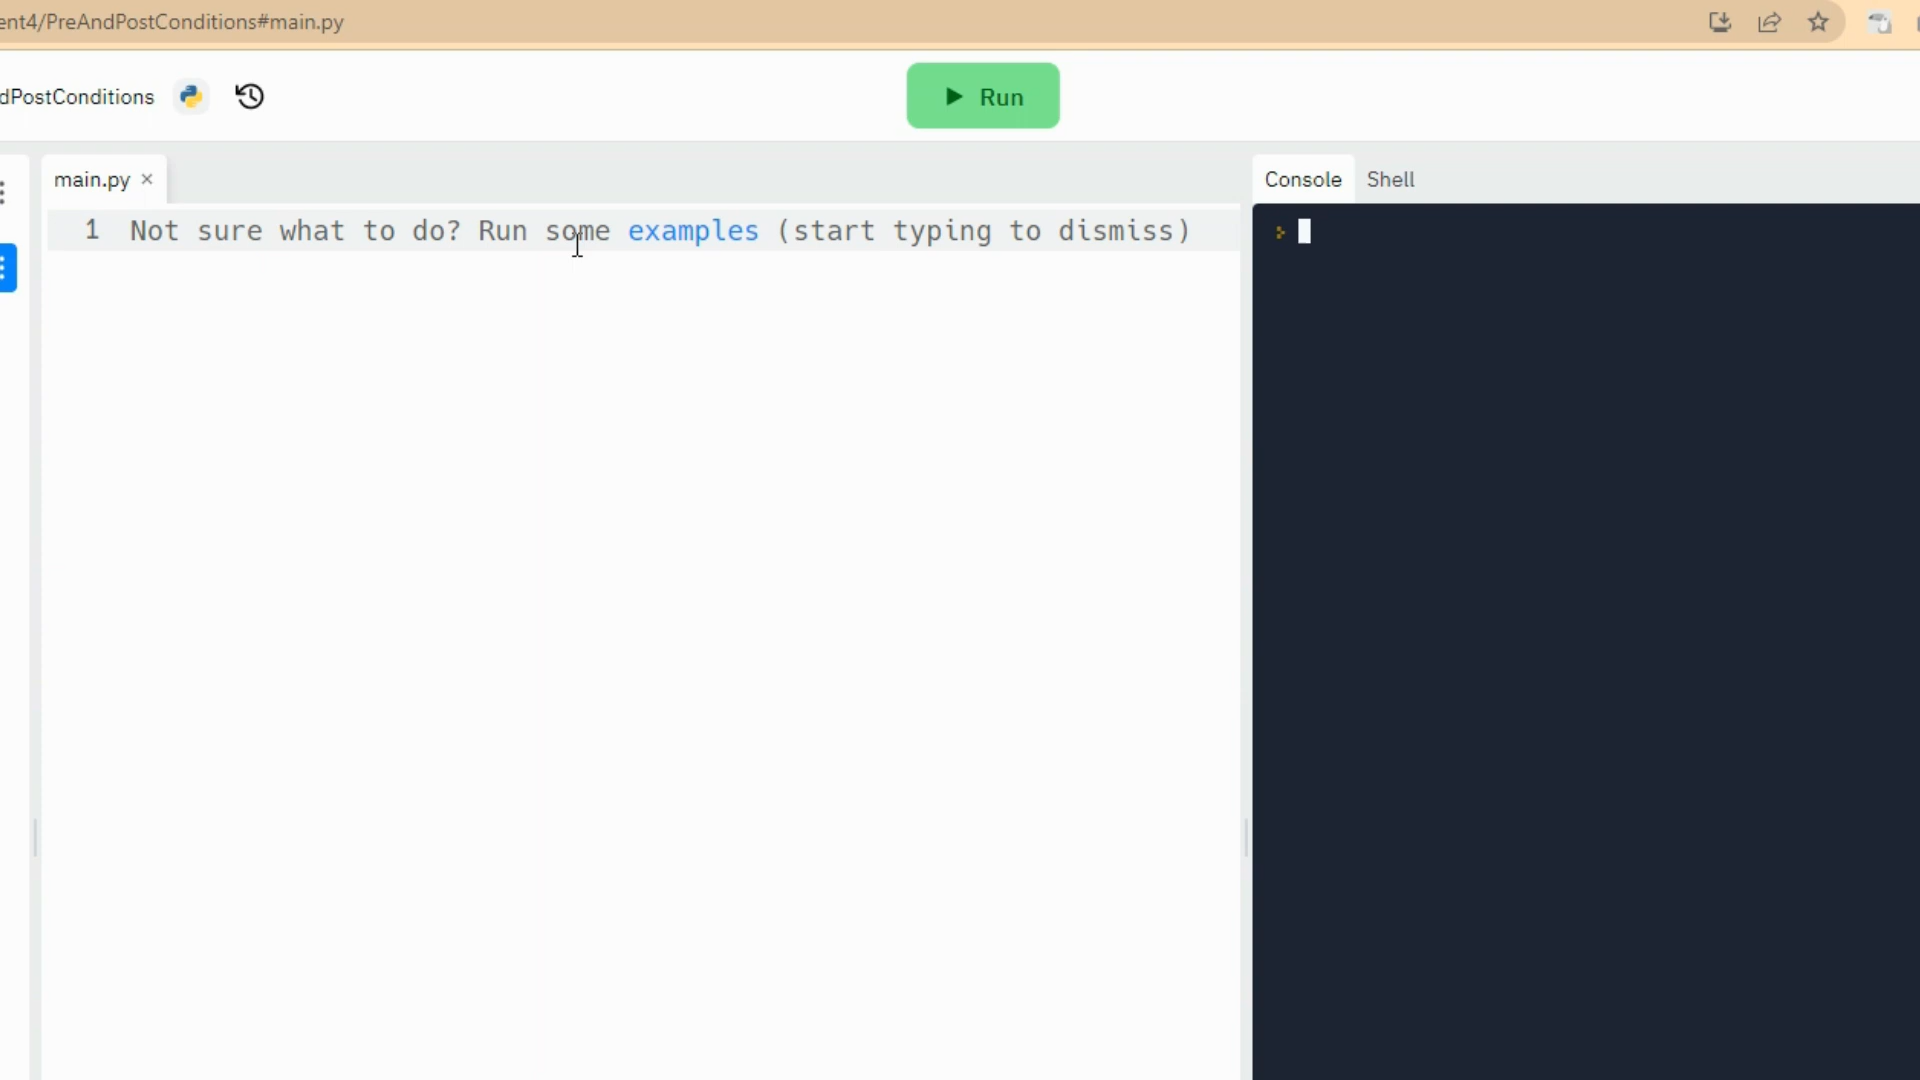 ent4/PreAndPostConditions#main.py
dPostConditions
Run
main.py
Console Shell
1 Not sure what to do? Run some examples (start typing to dismiss)